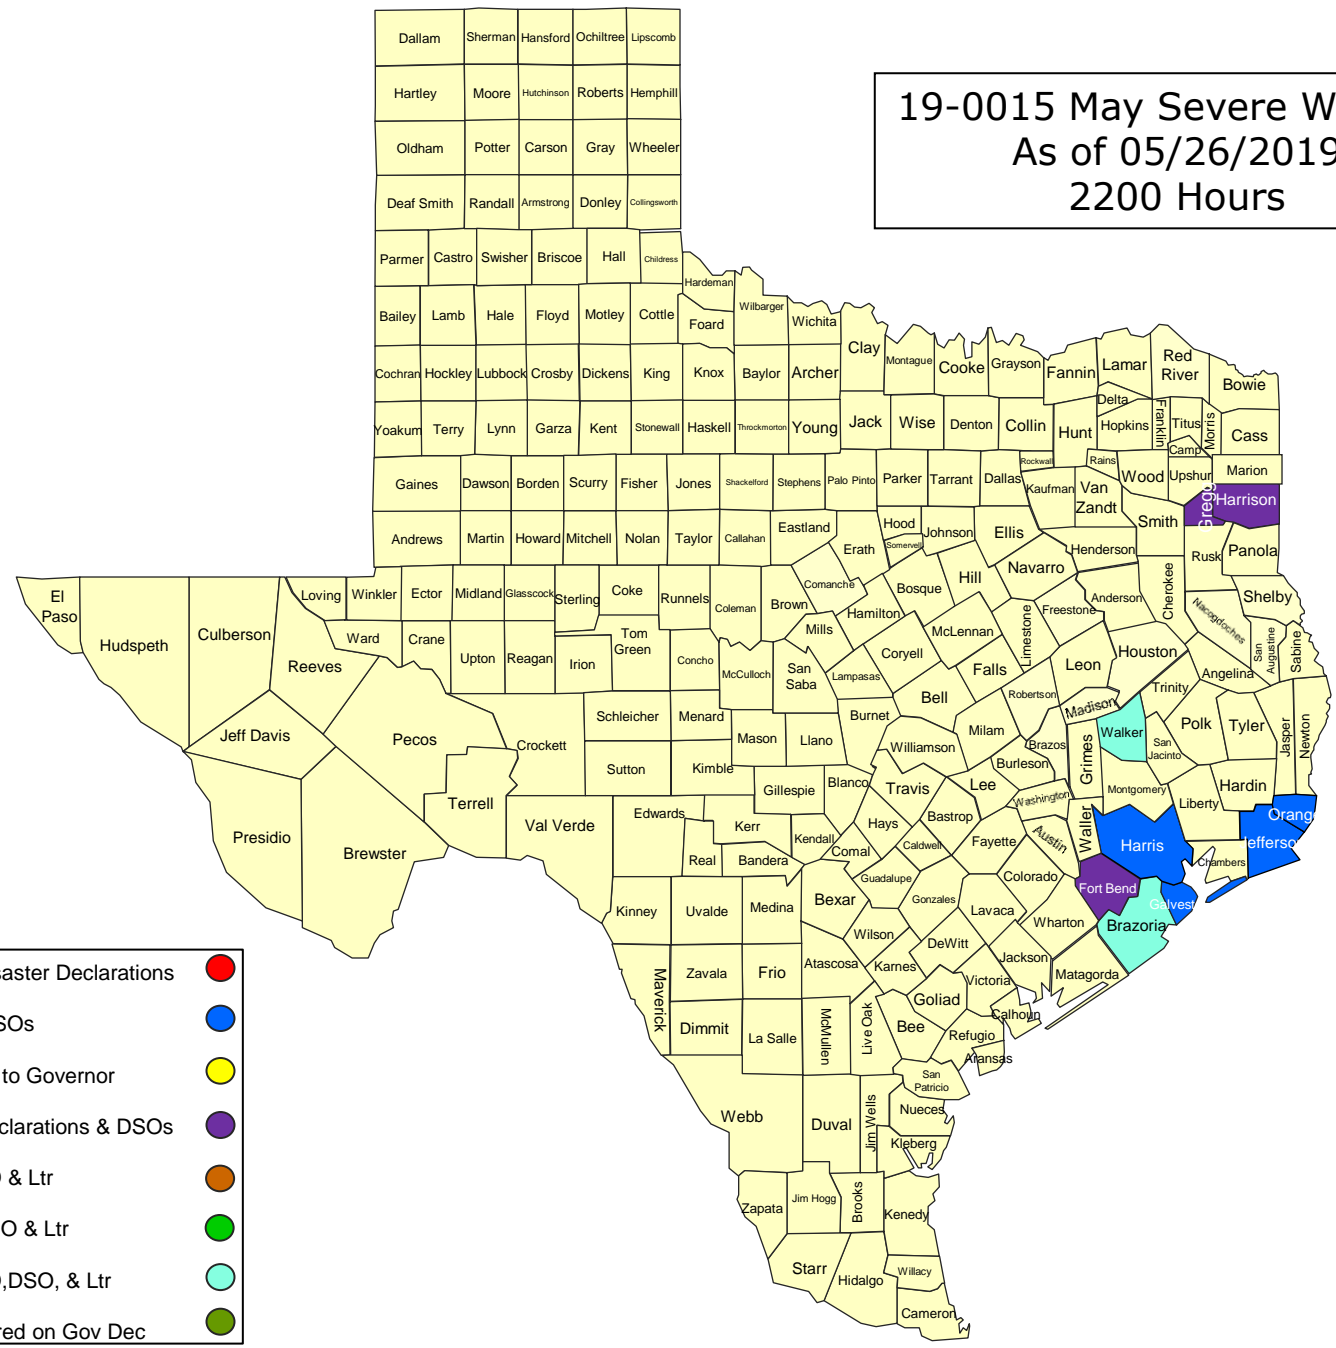 Dallam Sherman Hansford Ochiltree Lipscomb
Hartley Moore Hutchinson Roberts Hemphill
19-0015 May Severe W
As of 05/26/2019
2200 Hours
Oldham Potter Carson Gray Wheeler
Deaf Smith Randall Armstrong Donley Collingsworth
Parmer Castro Swisher Briscoe Hall Childress
Hardeman
Wilbarger
Bailey Lamb Hale Floyd Motley Cottle Foard Wichita
Clay Montague Cooke Grayson Fannin Lamar Red
River
Bowie
Cochran Hockley Lubbock Crosby Dickens King Knox Baylor Archer
Delta
Yoakum Terry Lynn Garza Kent Stonewall Haskell Throckmorton Young Jack Wise Denton Collin Hunt Hopkins Franklin Titus Morris Cass
Camp
Rockwall Rains
Gaines Dawson Borden Scurry Fisher Jones Shackelford Stephens Palo Pinto Parker Tarrant Dallas Kaufman Van
Zandt
Wood Upshur Marion
Gregg Harrison
Andrews Martin Howard Mitchell Nolan Taylor Callahan Eastland Erath Hood Somervell Johnson Ellis Henderson Smith Rusk Panola
El
Paso
Hudspeth Culberson Reeves Loving Winkler Ector Midland Glasscock Sterling Coke Runnels Coleman Brown Comanche Hamilton Bosque Hill Navarro Freestone Anderson Cherokee Nacogdoches Shelby
Ward Crane Upton Reagan Irion Tom
Green
Concho McCulloch San
Saba
Mills Lampasas Coryell McLennan Limestone Falls Leon Houston Angelina San
Augustine
Sabine
Jeff Davis Pecos Crockett Schleicher Menard Mason Llano Burnet Bell Milam Robertson Madison Trinity
Williamson Brazos Grimes Walker San
Jacinto
Polk Tyler Jasper Newton
Presidio Brewster Terrell Val Verde Sutton Kimble Gillespie Blanco Travis Lee Burleson Washington Montgomery Liberty Hardin
Edwards Kerr Kendall Hays Bastrop Fayette Austin Waller Harris Orang
Jefferso
Chambers
Real Bandera Comal Caldwell
Guadalupe Gonzales Colorado Fort Bend Galvest
Kinney Uvalde Medina Bexar Wilson Lavaca Wharton Brazoria
Maverick Zavala Frio Atascosa Karnes DeWitt Jackson Matagorda
Victoria
Dimmit La Salle McMullen Live Oak Bee Goliad Calhoun
Refugio
Aransas
San
Patricio
Webb Duval Jim Wells Nueces
Kleberg
Zapata Jim Hogg Brooks Kenedy
Starr Hidalgo Willacy
Cameron
saster Declarations
SOs
to Governor
clarations & DSOs
& Ltr
O & Ltr
,DSO, & Ltr
red on Gov Dec